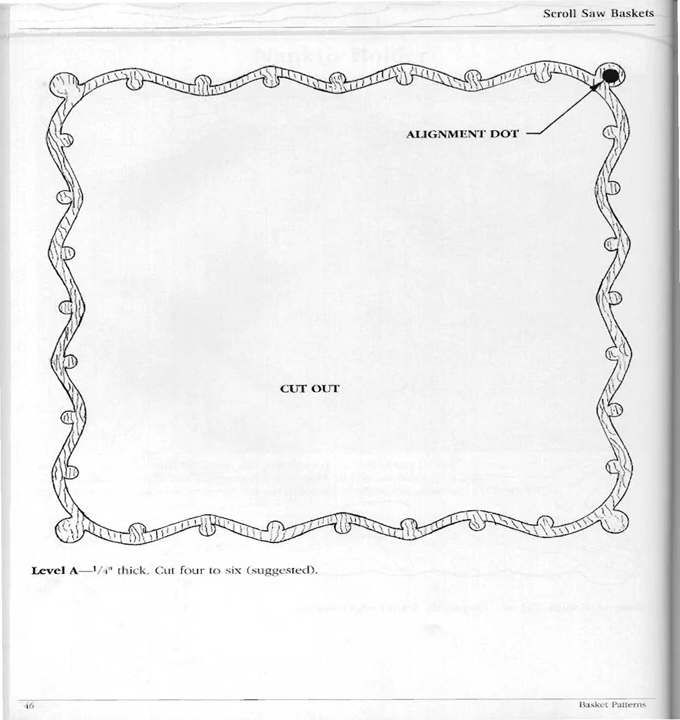 Scroll Saw Baskets
ALIGNMENT DOT
CUT OUT
Level A—1/4" thick. Cut four to six (suggested).
46
Basket Patterns